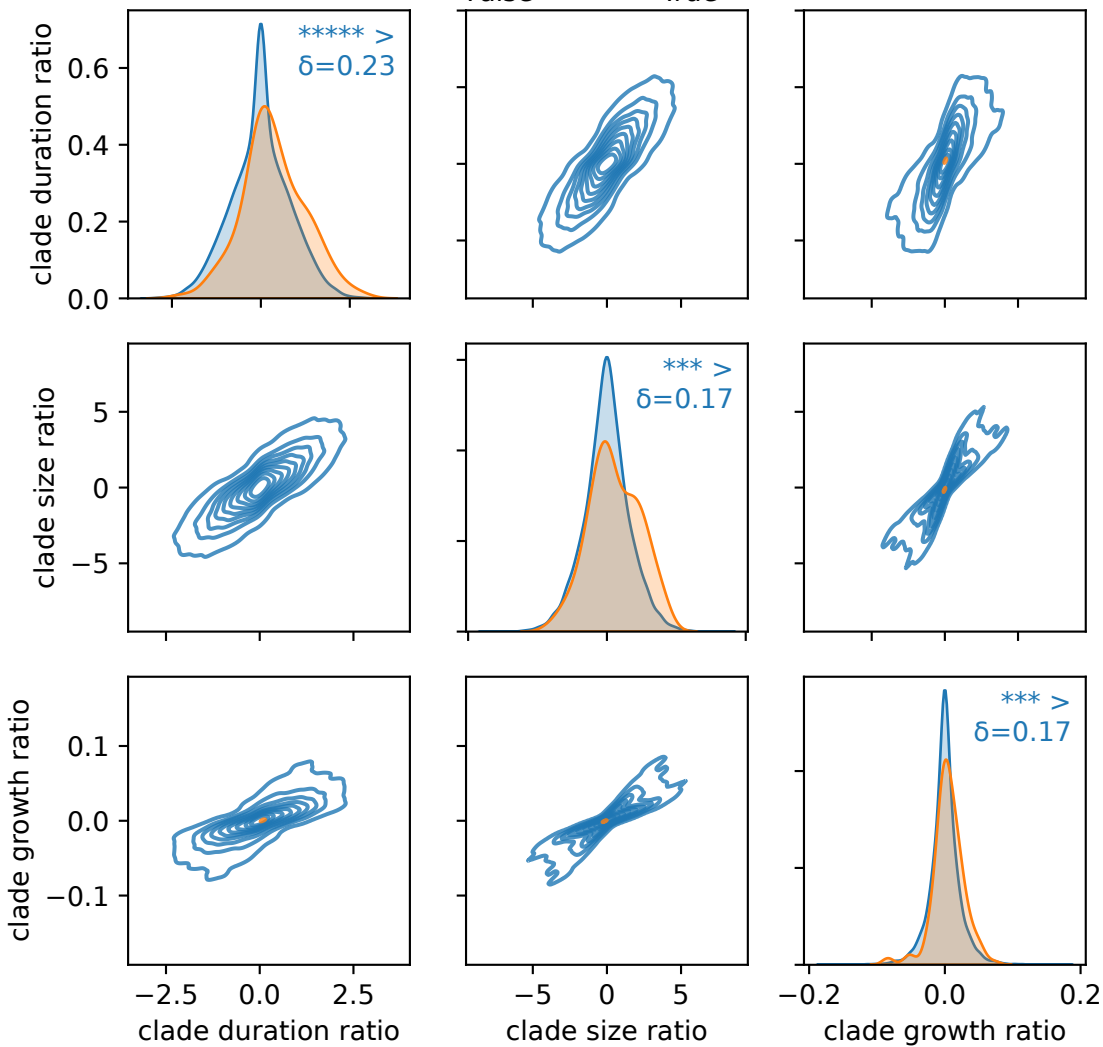 ***** >
δ=0.23
clade duration ratio
0.6
0.4
0.2
0.0
*** >
δ=0.17
clade size ratio
5
0
−5
*** >
δ=0.17
clade growth ratio
0.1
0.0
−0.1
−2.5 0.0 2.5
−5 0 5
−0.2 0.0 0.2
clade duration ratio
clade size ratio
clade growth ratio